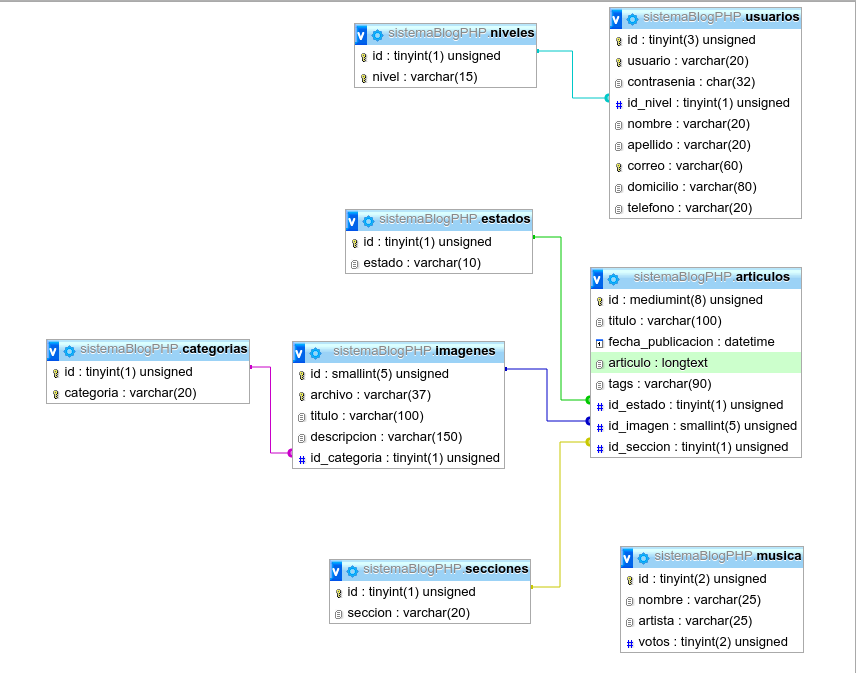 sistemaBlogPHP.niveles
id : tinyint(1) unsigned
nivel : varchar(15)
sistemaBlogPHP.usuarios
id : tinyint(3) unsigned
usuario : varchar(20)
contrasenia : char(32)
id_nivel : tinyint(1) unsigned
nombre : varchar(20)
apellido : varchar(20)
correo : varchar(60)
domicilio : varchar(80)
telefono : varchar(20)
sistemaBlogPHP.estados
id : tinyint(1) unsigned
estado : varchar(10)
sistemaBlogPHP.articulos
id : mediumint(8) unsigned
titulo : varchar(100)
fecha_publicacion : datetime
articulo : longtext
tags : varchar(90)
id_estado : tinyint(1) unsigned
id_imagen : smallint(5) unsigned
id_seccion : tinyint(1) unsigned
sistemaBlogPHP.categorias
id : tinyint(1) unsigned
categoria : varchar(20)
sistemaBlogPHP.imagenes
id : smallint(5) unsigned
archivo : varchar(37)
titulo : varchar(100)
descripcion : varchar(150)
id_categoria : tinyint(1) unsigned
sistemaBlogPHP.secciones
id : tinyint(1) unsigned
seccion : varchar(20)
sistemaBlogPHP.musica
id : tinyint(2) unsigned
nombre : varchar(25)
artista : varchar(25)
votos : tinyint(2) unsigned